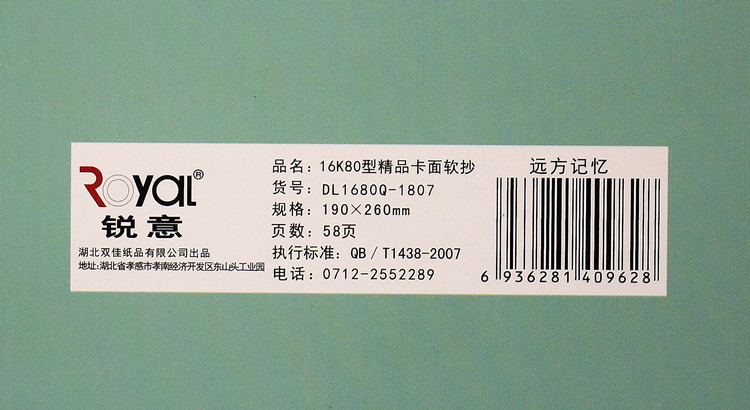 Royal®
锐意
湖北双佳纸品有限公司出品
地址:湖北省孝感市孝南经济开发区东山头工业园
品名: 16K80型精品卡面软抄
货号: DL1680Q-1807
规格: 190×260mm
页数: 58页
执行标准: QB/T1438-2007
电话: 0712-2552289
远方记忆
6 936281 409628